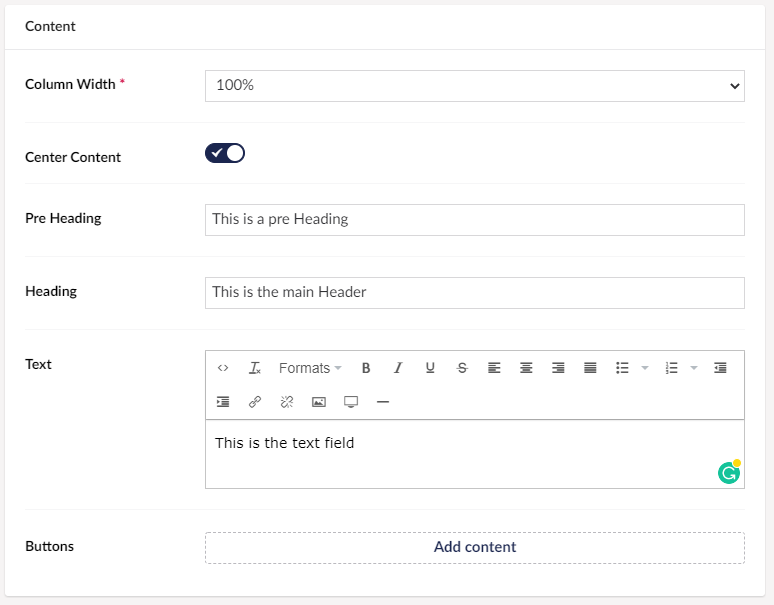 Content
Column Width *
100%
Center Content
Pre Heading
This is a pre Heading
Heading
This is the main Header
Text
Formats B I U S
This is the text field
Buttons
Add content